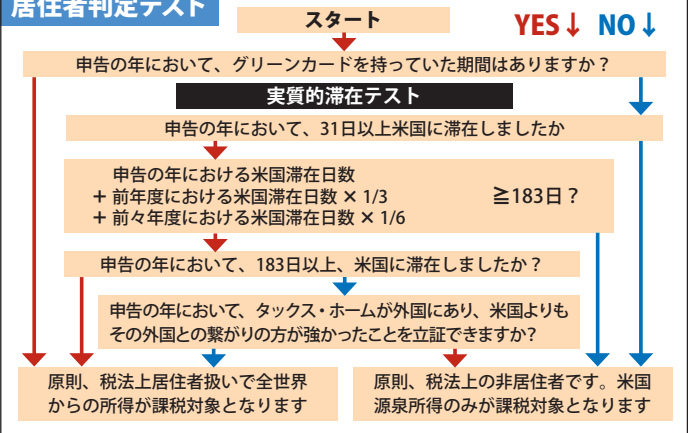 居住者判定テスト
スタート
YES↓ NO↓
申告の年において、グリーンカードを持っていた期間はありますか？
実質的滞在テスト
申告の年において、31日以上米国に滞在しましたか
申告の年における米国滞在日数
＋ 前年度における米国滞在日数 × 1/3
≧183日？
＋ 前々年度における米国滞在日数 × 1/6
申告の年において、183日以上、米国に滞在しましたか？
申告の年において、タックス・ホームが外国にあり、米国よりも
その外国との繋がりの方が強かったことを立証できますか?
原則、税法上居住者扱いで全世界
からの所得が課税対象となります
原則、税法上の非居住者です。米国
源泉所得のみが課税対象となります